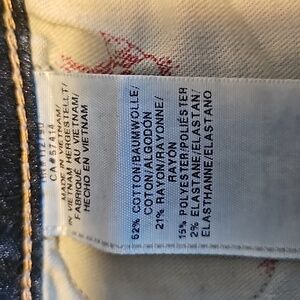 CA#57414
MADE IN VIETNAM/
IN VIETNAM HERGESTELLT/
FABRIQUÉ AU VIETNAM/
HECHO EN VIETNAM
62% COTTON/BAUMWOLLE/
COTON/ALGODON
21% RAYON/RAYONNE/
RAYON
15% POLYESTER/POLIÉSTER
2% ELASTANE/ELASTAN/
ELASTHANNE/ELASTANO